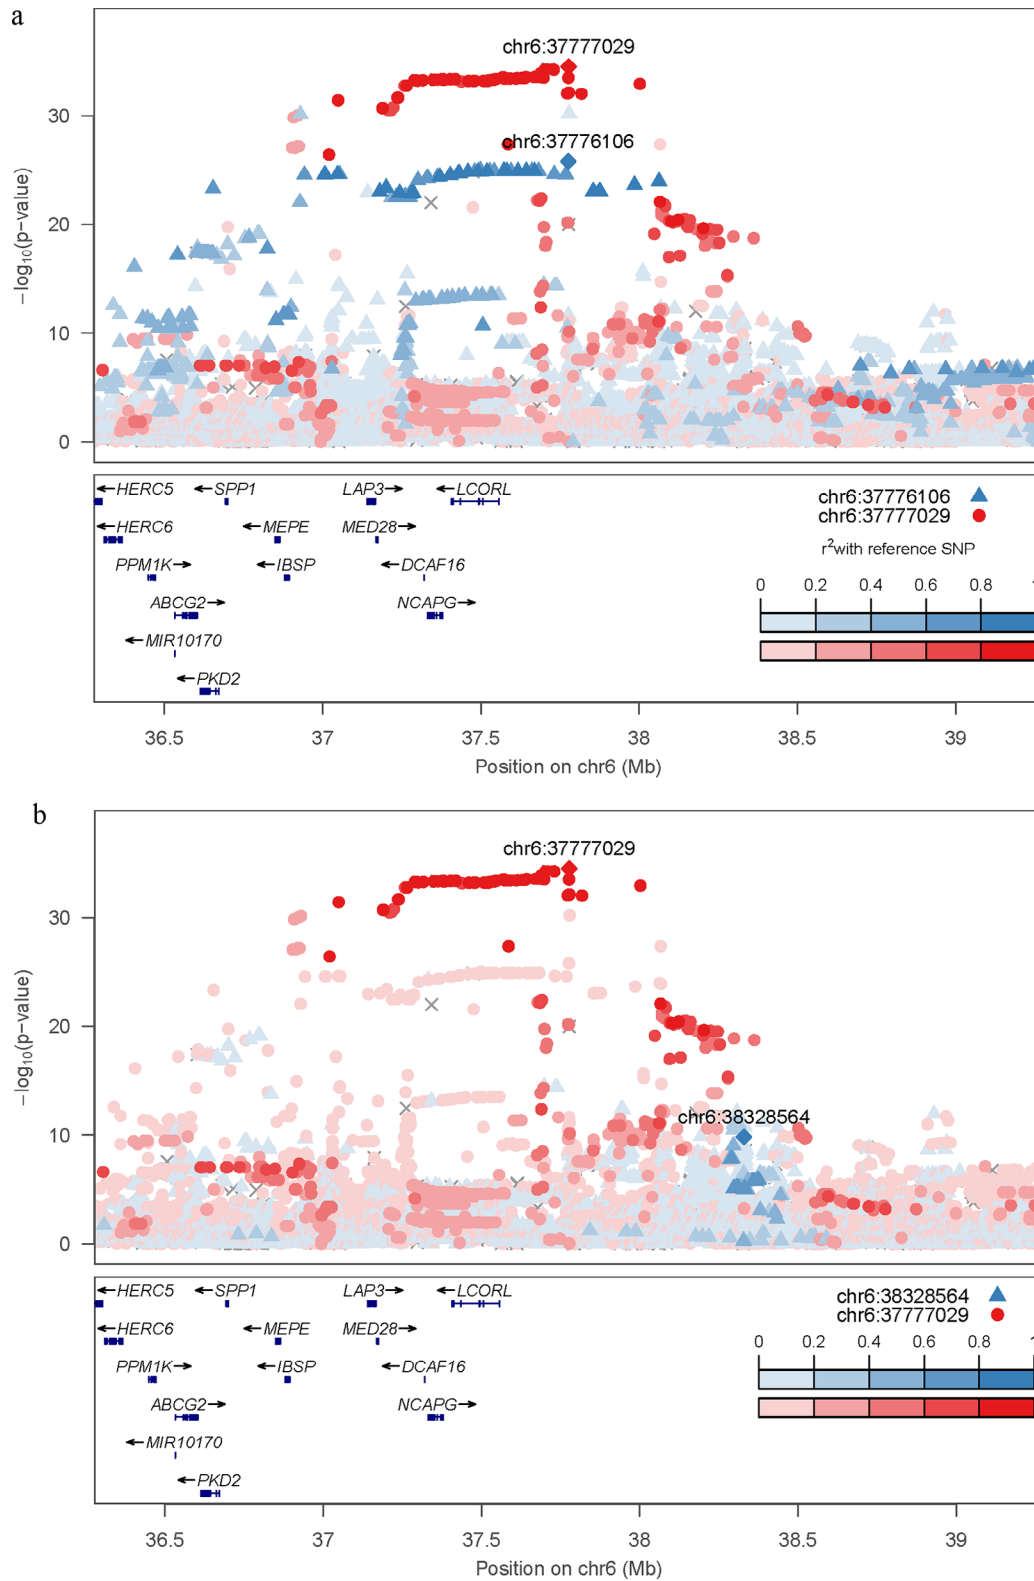 a
chr6:37777029
chr6:37776106
30
20
10
0
−log10(p−value)
HERC5
SPP1
LAP3
LCORL
HERC6
MEPE
MED28
PPM1K
IBSP
DCAF16
ABCG2
NCAPG
MIR10170
PKD2
chr6:37776106
chr6:37777029
r2with reference SNP
0 0.2 0.4 0.6 0.8
36.5 37 37.5 38 38.5 39
Position on chr6 (Mb)
b
chr6:37777029
chr6:38328564
30
20
10
0
−log10(p−value)
HERC5
SPP1
LAP3
LCORL
HERC6
MEPE
MED28
PPM1K
IBSP
DCAF16
ABCG2
NCAPG
MIR10170
PKD2
chr6:38328564
chr6:37777029
0 0.2 0.4 0.6 0.8 1
36.5 37 37.5 38 38.5 39
Position on chr6 (Mb)